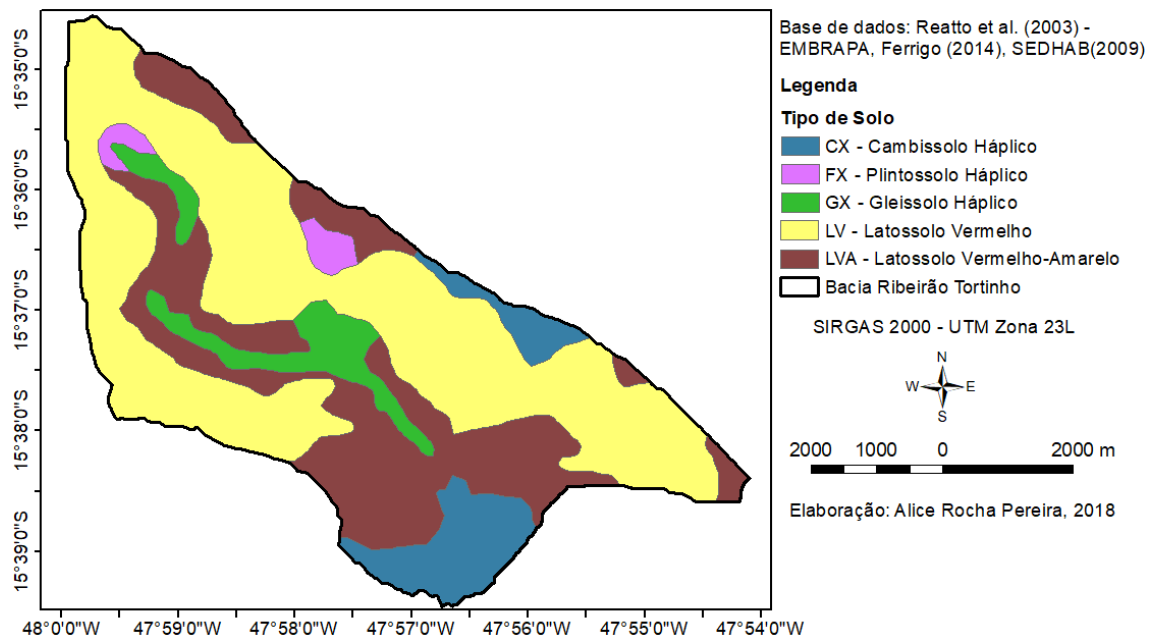 Base de dados: Reatto et al. (2003) -
EMBRAPA, Ferrigo (2014), SEDHAB(2009)
Legenda
Tipo de Solo
CX - Cambissolo Háplico
FX - Plintossolo Háplico
GX - Gleissolo Háplico
LV - Latossolo Vermelho
LVA - Latossolo Vermelho-Amarelo
Bacia Ribeirão Tortinho
SIRGAS 2000 - UTM Zona 23L
N
W E
S
2000 1000 0 2000 m
Elaboração: Alice Rocha Pereira, 2018
15°35'0"S
15°36'0"S
15°37'0"S
15°38'0"S
15°39'0"S
48°0'0"W 47°59'0"W 47°58'0"W 47°57'0"W 47°56'0"W 47°55'0"W 47°54'0"W